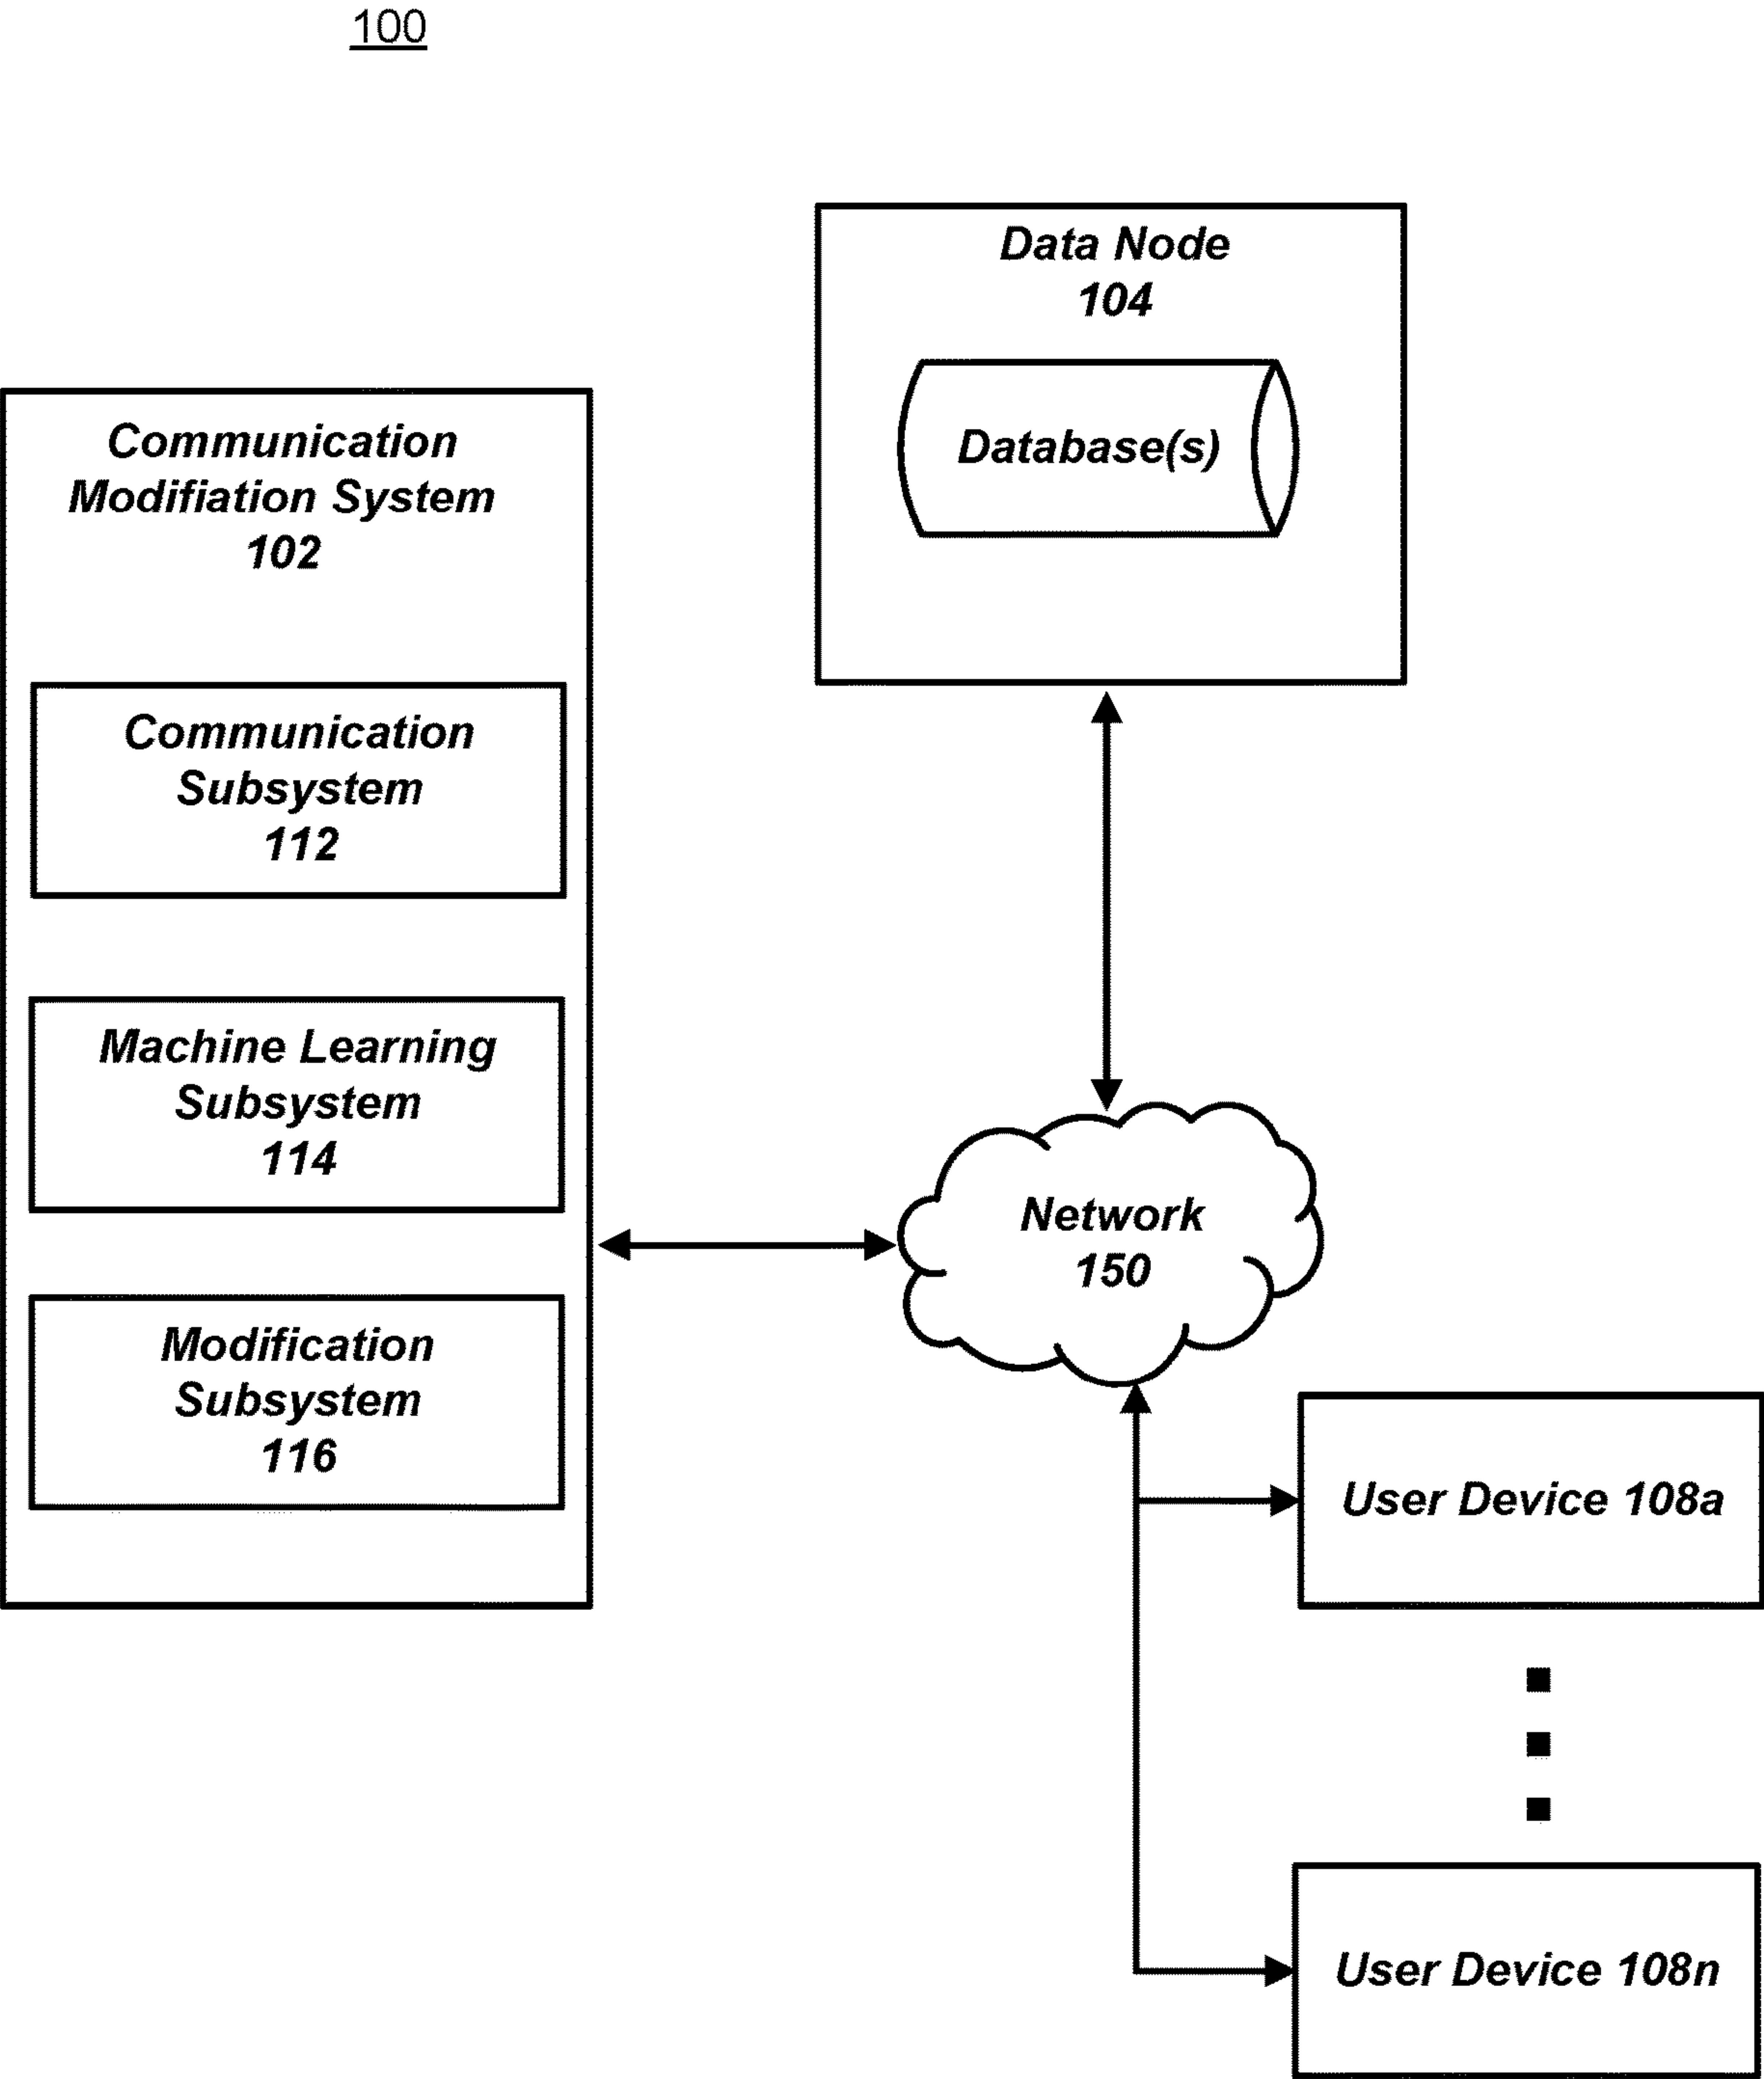 100
Data Node
104
Database(s)
Communication
Modifiation System
102
Communication
Subsystem
112
Machine Learning
Subsystem
114
Modification
Subsystem
116
Network
150
User Device 108a
User Device 108n